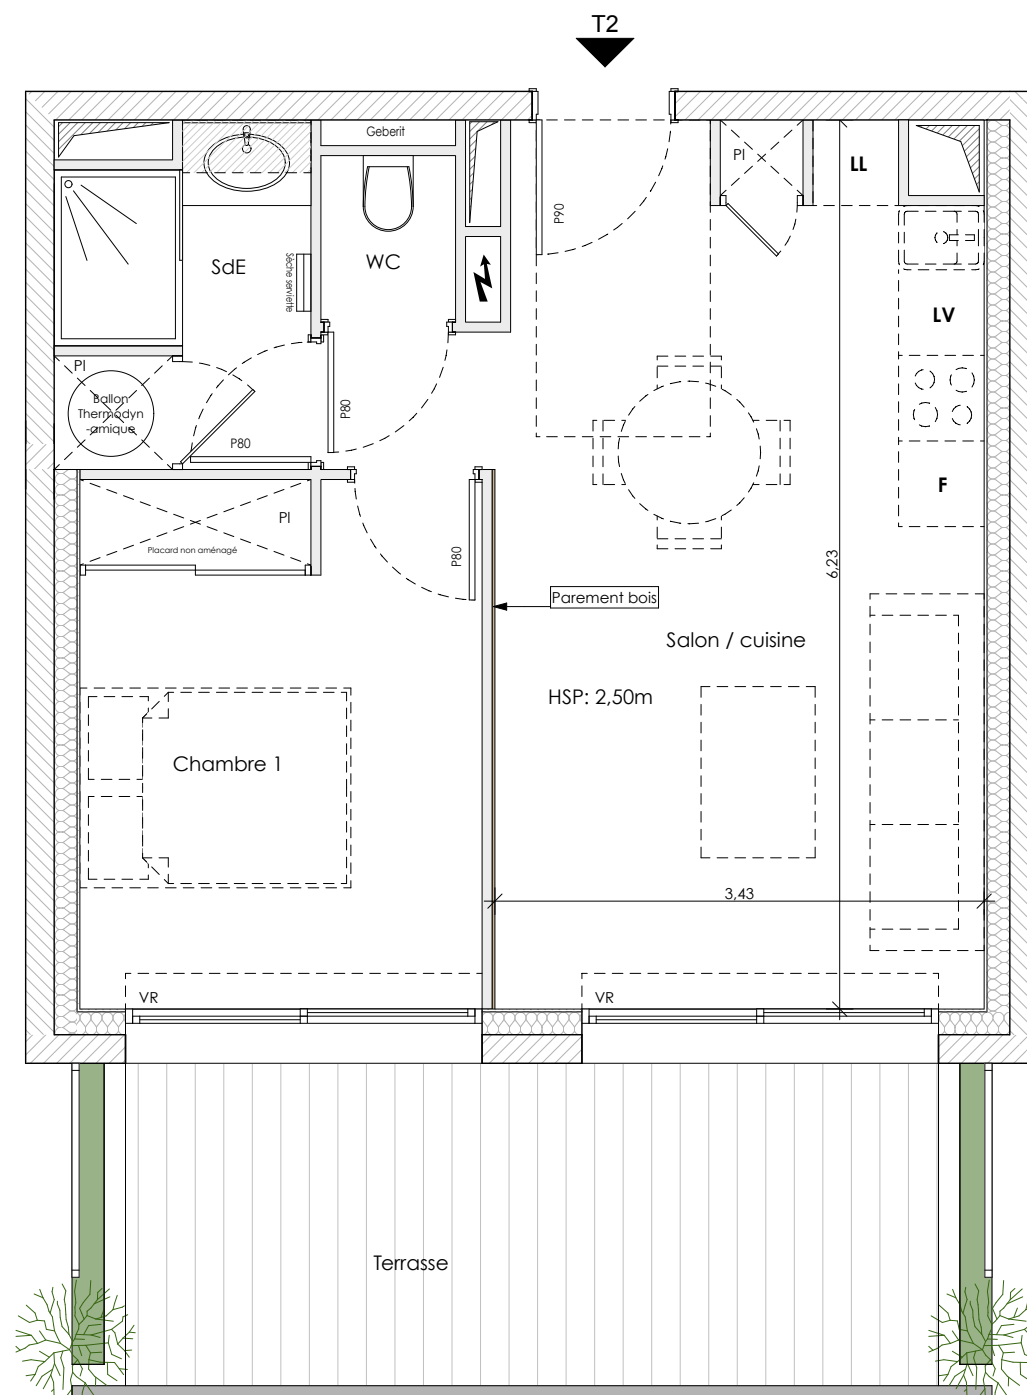 T2
Geberit
PI
LL
P90
SdE
Sèche serviette
WC
LV
PI
Ballon
Thermodyn
-amique
P80
P80
F
PI
Placard non aménagé
P80
6,23
Parement bois
Salon / cuisine
HSP: 2,50m
Chambre 1
3,43
VR
VR
Terrasse